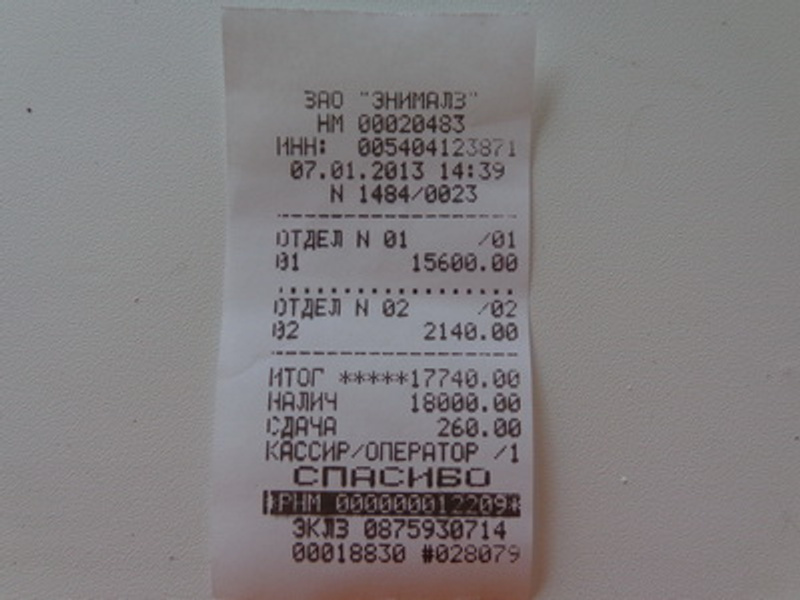 ЗАО "ЭНИМАЛЗ"
НМ 00020483
ИНН: 005404123871
07.01.2013 14:39
N 1484/0023
ОТДЕЛ N 01 /01
01 15600.00
ОТДЕЛ N 02 /02
02 2140.00
ИТОГ *****17740.00
НАЛИЧ 18000.00
СДАЧА 260.00
КАССИР/ОПЕРАТОР /1
СПАСИБО
*РНМ 000000012209*
ЭКЛЗ 0875930714
00018830 #028079